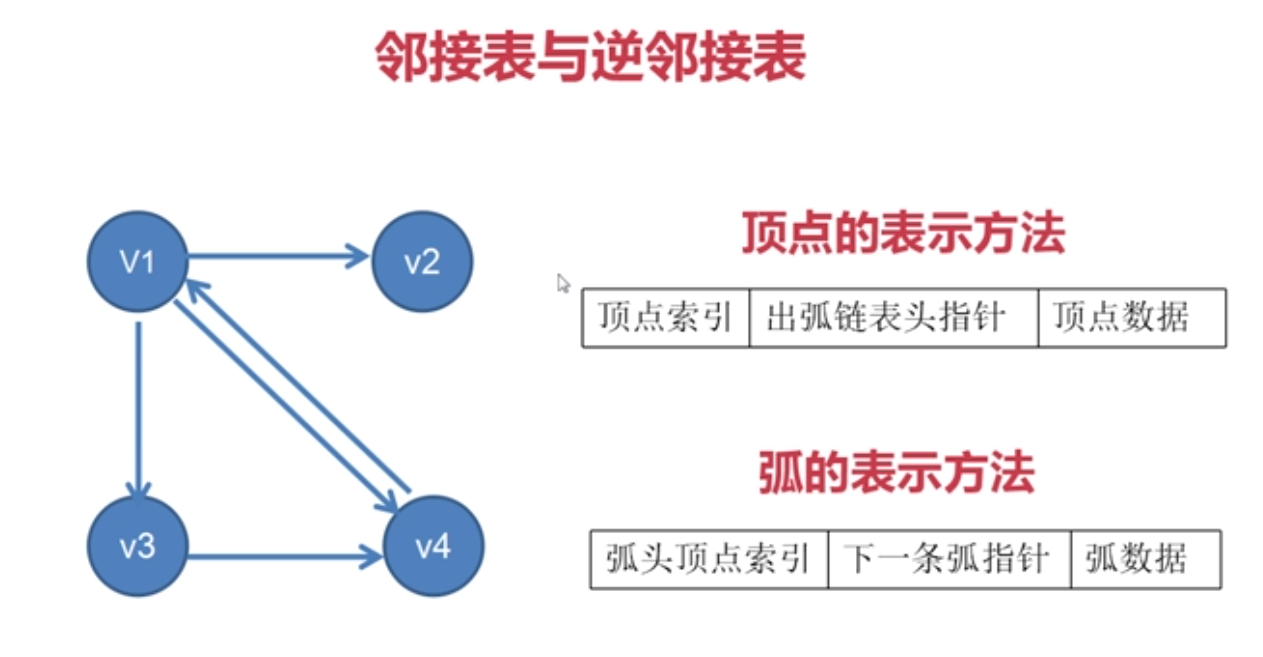 邻接表与逆邻接表
V1
v2
v3
v4
顶点的表示方法
顶点索引 出弧链表头指针 顶点数据
弧的表示方法
弧头顶点索引 下一条弧指针 弧数据